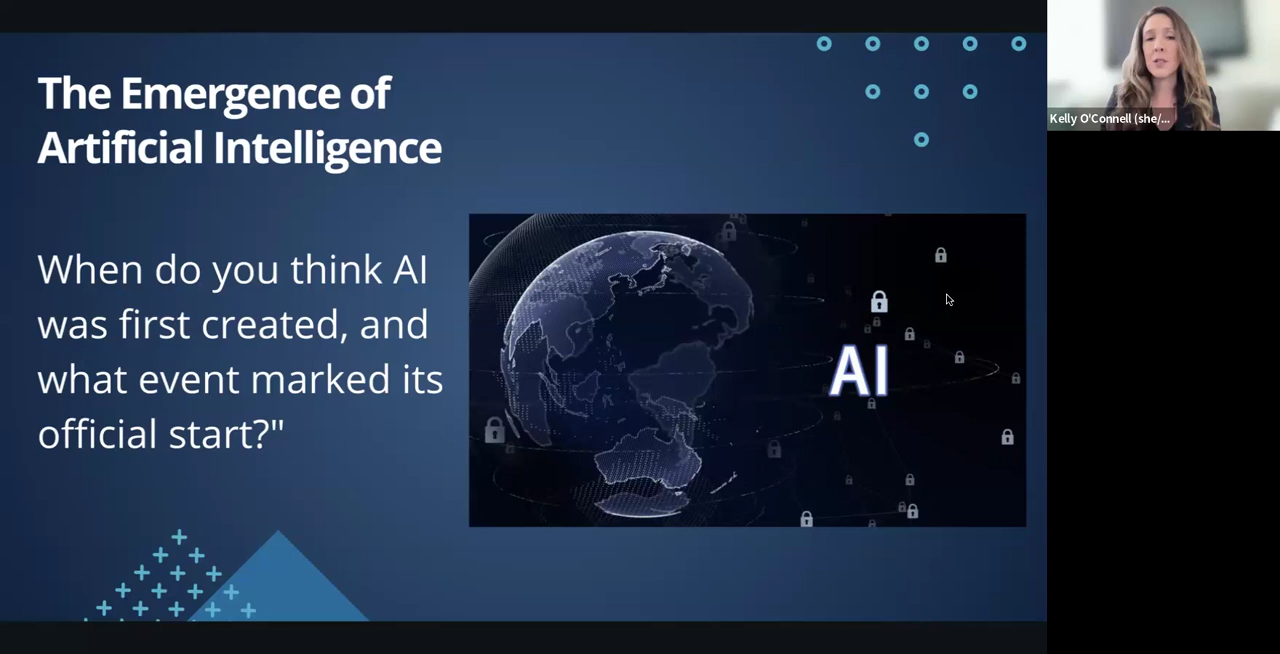 The Emergence of
Artificial Intelligence
When do you think AI
was first created, and
what event marked its
official start?"
AI
Kelly O'Connell (she/...